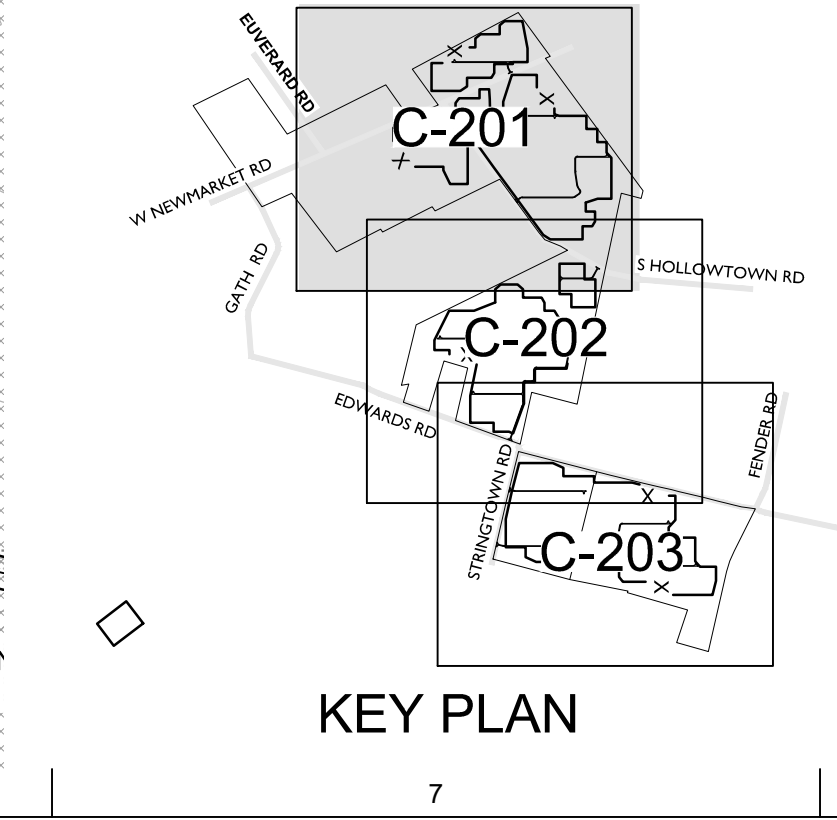 EUVERARD RD
C-201
W NEWMARKET RD
GATH RD
S HOLLOWTOWN RD
C-202
EDWARDS RD
FENDER RD
STRINGTOWN RD
C-203
KEY PLAN
7